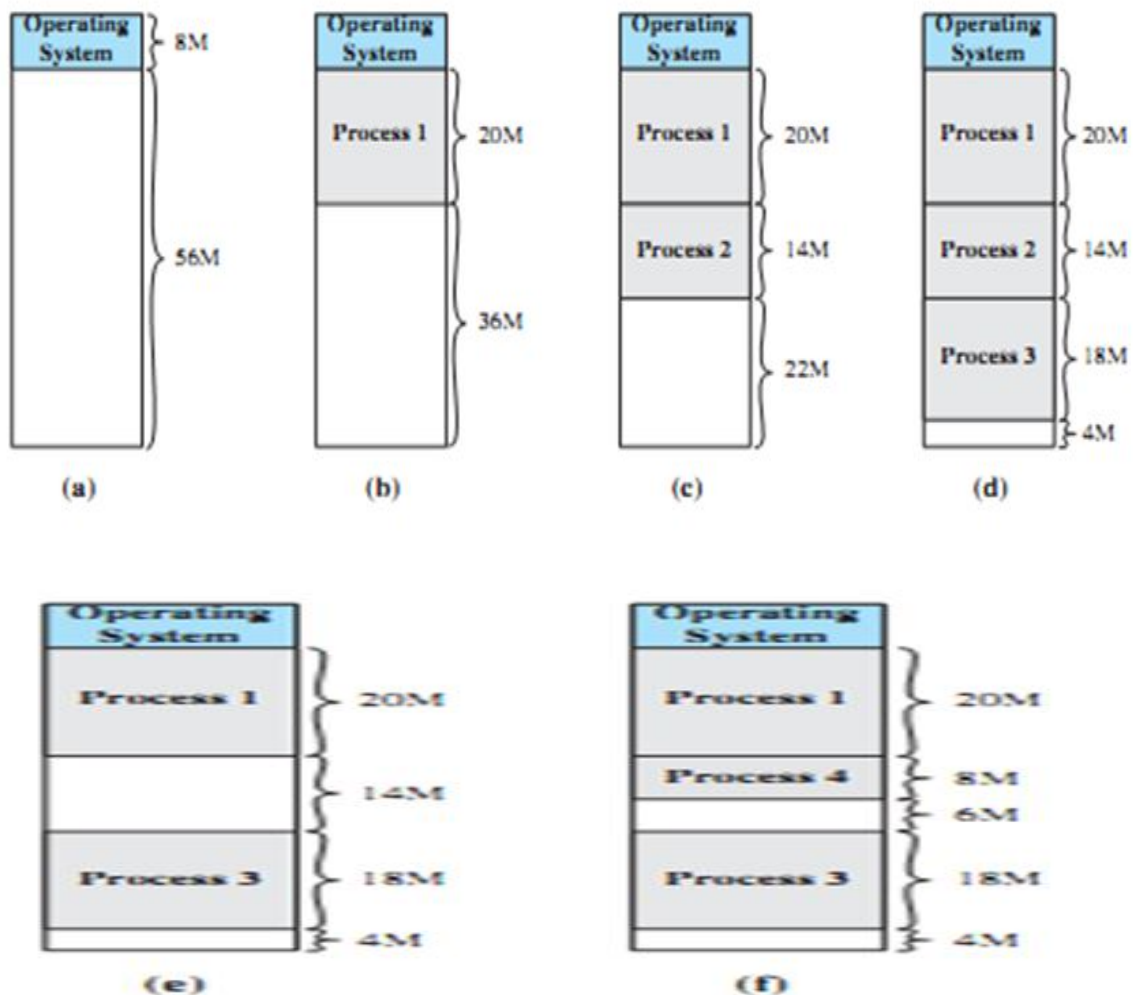 Operating
System
8M
56M
(a)
Operating
System
Process 1
20M
36M
(b)
Operating
System
Process 1
20M
Process 2
14M
22M
(c)
Operating
System
Process 1
20M
Process 2
14M
Process 3
18M
4M
(d)
Operating
System
Process 1
20M
14M
Process 3
18M
4M
(e)
Operating
System
Process 1
20M
Process 4
8M
6M
Process 3
18M
4M
(f)